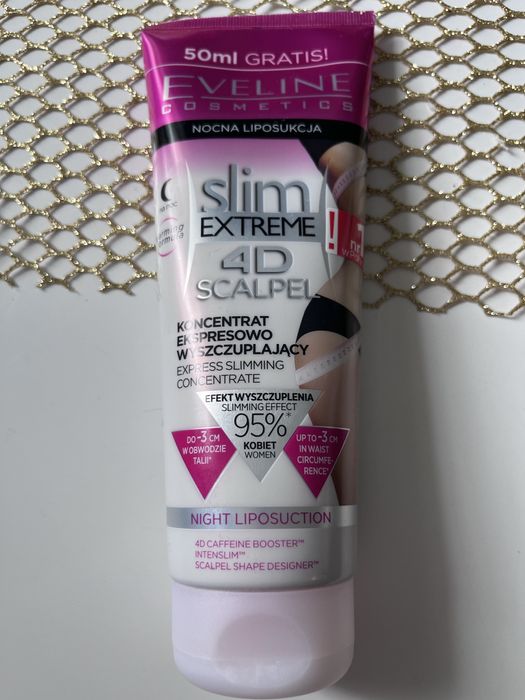 50ml GRATIS!
EVELINE
COSMETICS
NOCNA LIPOSUKCJA
slim
EXTREME
4D
SCALPEL
KONCENTRAT
EKSPRESOWO
WYSZCZUPLAJĄCY
EXPRESS SLIMMING
CONCENTRATE
EFEKT WYSZCZUPLENIA
SLIMMING EFFECT
95%*
KOBIET
WOMEN
DO -3 CM
W OBWODZIE
TALII*
UP TO -3 CM
IN WAIST
CIRCUMFE-
RENCE*
NIGHT LIPOSUCTION
4D CAFFEINE BOOSTER™
INTENSLIM™
SCALPEL SHAPE DESIGNER™